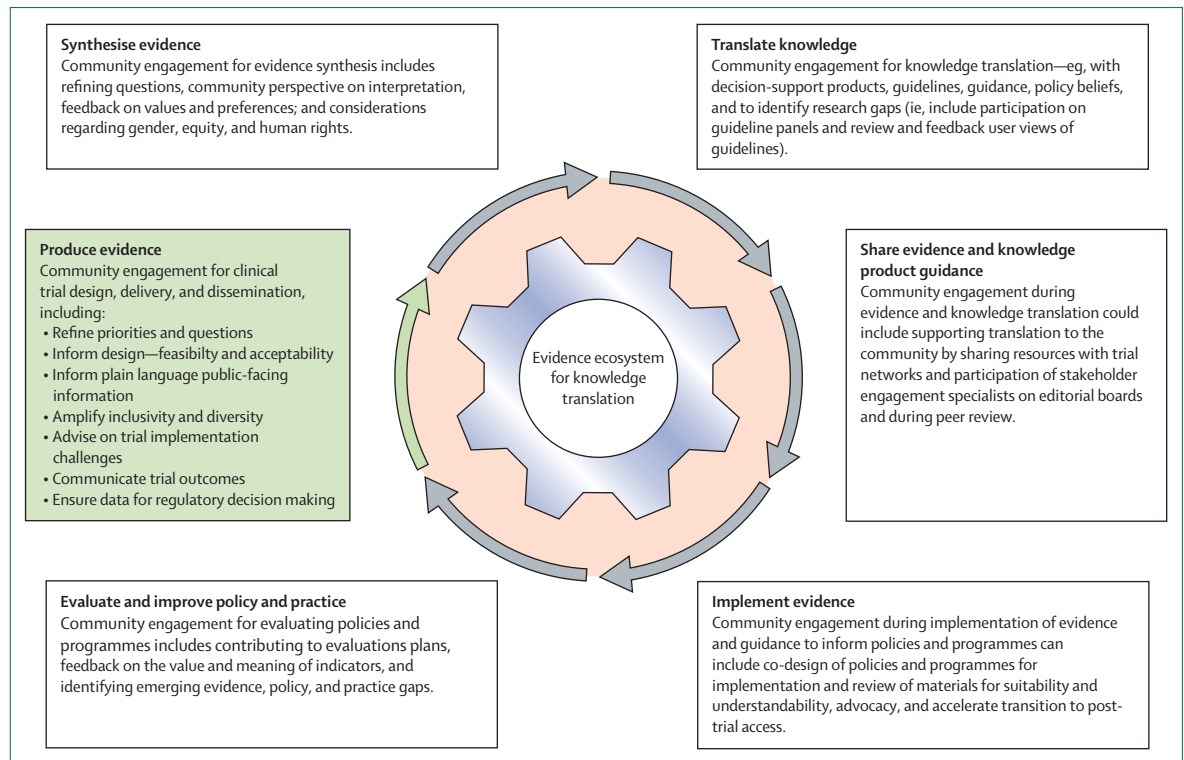 Synthesise evidence
Community engagement for evidence synthesis includes
refining questions, community perspective on interpretation,
feedback on values and preferences; and considerations
regarding gender, equity, and human rights.
Translate knowledge
Community engagement for knowledge translation—eg, with
decision-support products, guidelines, guidance, policy beliefs,
and to identify research gaps (ie, include participation on
guideline panels and review and feedback user views of
guidelines).
Produce evidence
Community engagement for clinical
trial design, delivery, and dissemination,
including:
• Refine priorities and questions
• Inform design—feasibilty and acceptability
• Inform plain language public-facing
information
• Amplify inclusivity and diversity
• Advise on trial implementation
challenges
• Communicate trial outcomes
• Ensure data for regulatory decision making
Evidence ecosystem
for knowledge
translation
Share evidence and knowledge
product guidance
Community engagement during
evidence and knowledge translation could
include supporting translation to the
community by sharing resources with trial
networks and participation of stakeholder
engagement specialists on editorial boards
and during peer review.
Evaluate and improve policy and practice
Community engagement for evaluating policies and
programmes includes contributing to evaluations plans,
feedback on the value and meaning of indicators, and
identifying emerging evidence, policy, and practice gaps.
Implement evidence
Community engagement during implementation of evidence
and guidance to inform policies and programmes can
include co-design of policies and programmes for
implementation and review of materials for suitability and
understandability, advocacy, and accelerate transition to post-
trial access.